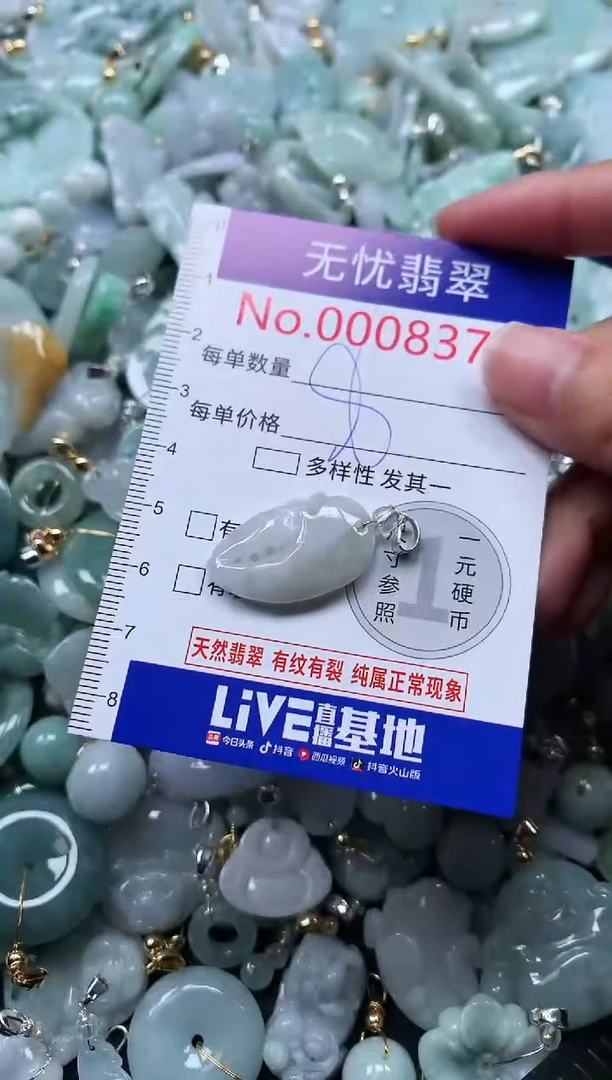 无忧翡翠
No.000837
1
2
每单数量
3
每单价格
8
4
多样性 发其一
5
有
寸参照
1
一元硬币
6
有
天然翡翠 有纹有裂 纯属正常现象
7
LiVE直播基地
8
今日头条 抖音 西瓜视频 抖音火山版